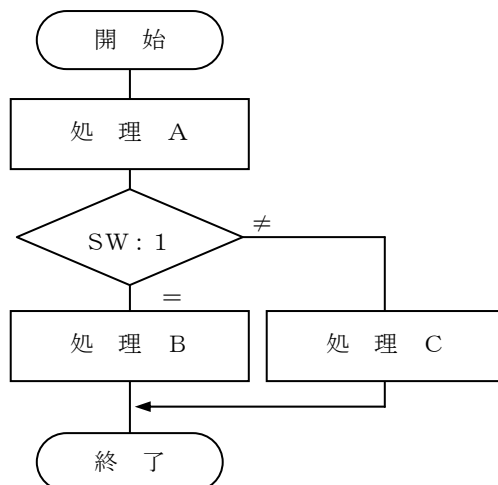 開 始
処 理 A
SW : 1
≠
=
処 理 B
処 理 C
終 了